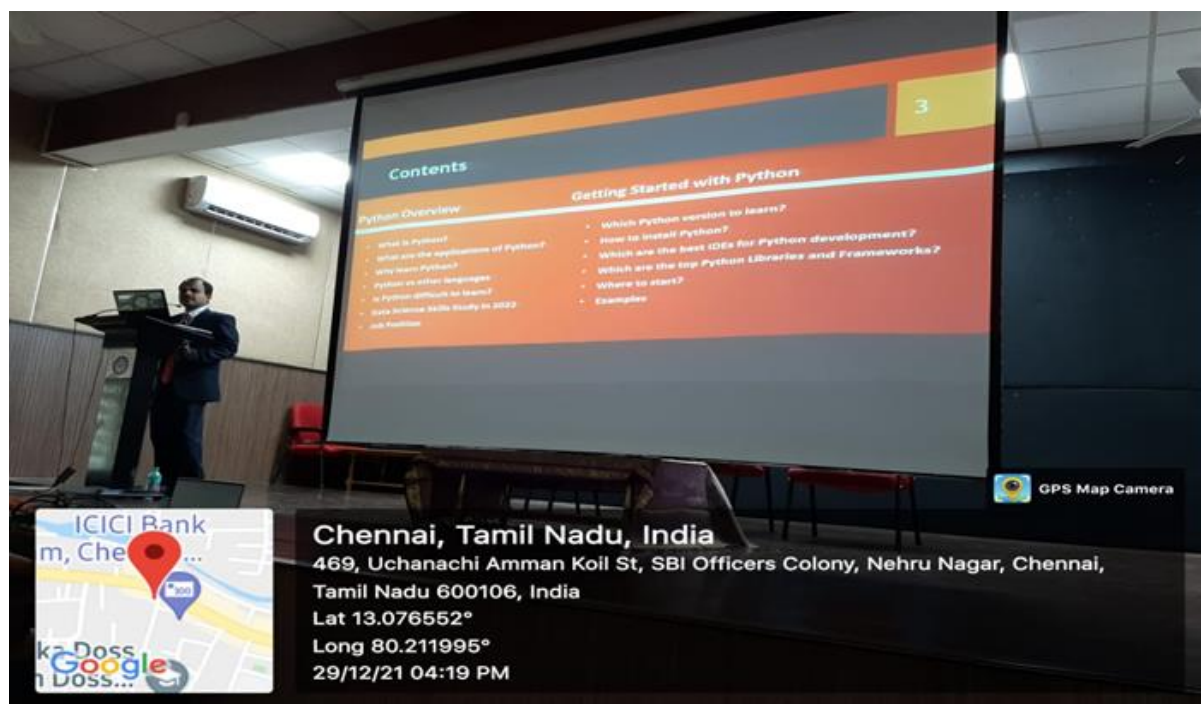 3
Contents
Python Overview
• What is Python?
• What are the applications of Python?
• Why learn Python?
• Python vs other languages
• Is Python difficult to learn?
• Data Science Skills Study in 2022
• Job Position
Getting Started with Python
• Which Python version to learn?
• How to install Python?
• Which are the best IDEs for Python development?
• Which are the top Python Libraries and Frameworks?
• Where to start?
• Examples
GPS Map Camera
ICICI Bank
m, Che ...
ka Doss
n Doss...
Google
Chennai, Tamil Nadu, India
469, Uchanachi Amman Koil St, SBI Officers Colony, Nehru Nagar, Chennai,
Tamil Nadu 600106, India
Lat 13.076552°
Long 80.211995°
29/12/21 04:19 PM